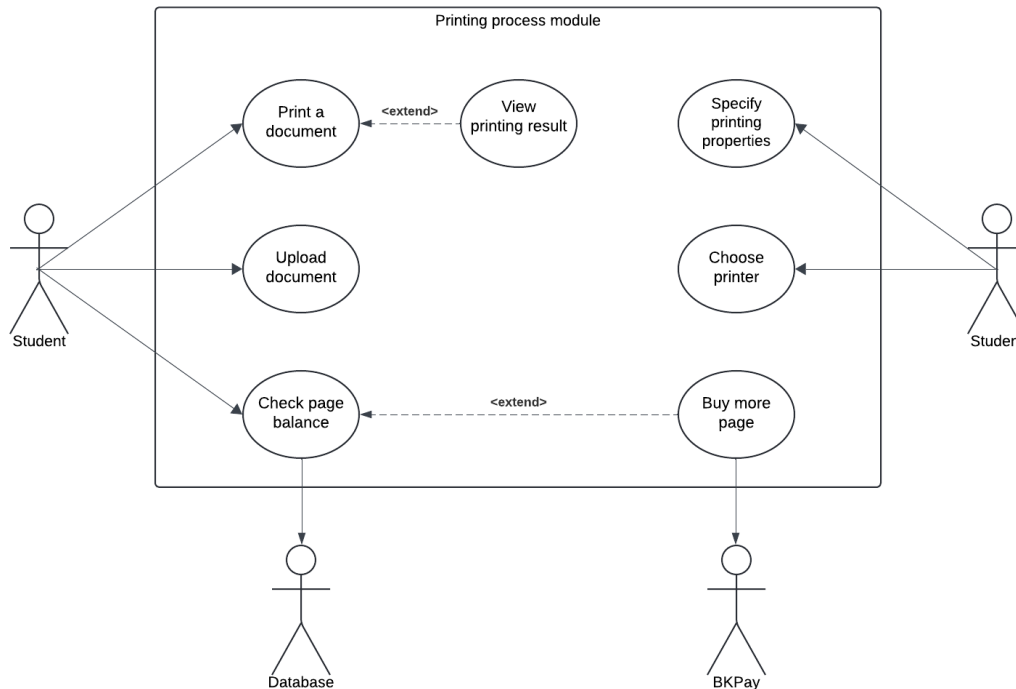 Printing process module
Print a
document
<extend>
View
printing result
Specify
printing
properties
Upload
document
Choose
printer
Student
Student
Check page
balance
<extend>
Buy more
page
Database
BKPay